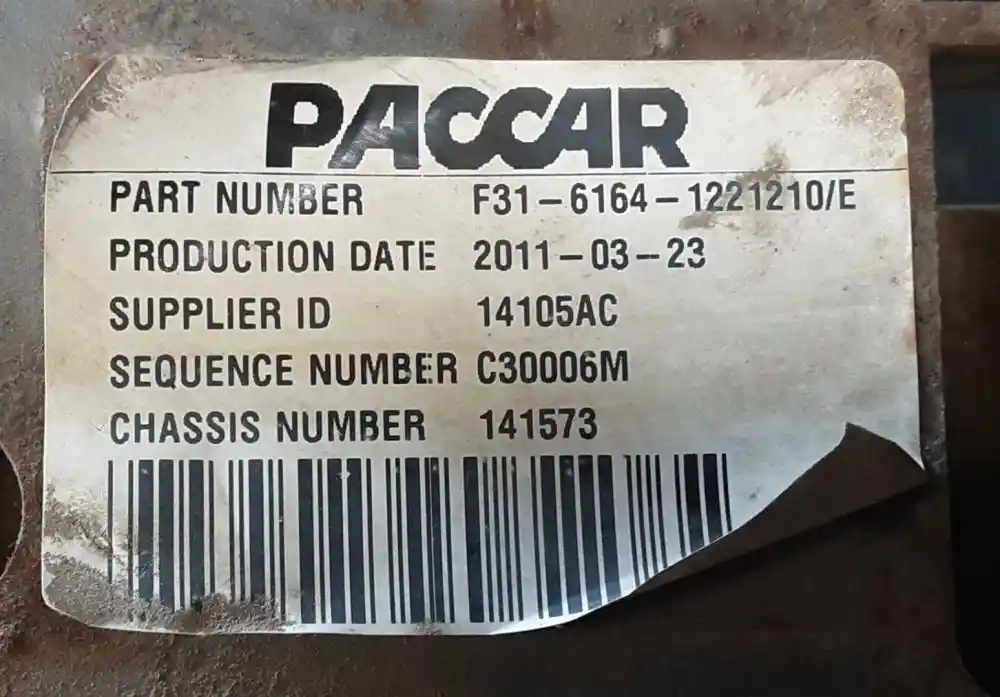 PACCAR
PART NUMBER F31-6164-1221210/E
PRODUCTION DATE 2011-03-23
SUPPLIER ID 14105AC
SEQUENCE NUMBER C30006M
CHASSIS NUMBER 141573